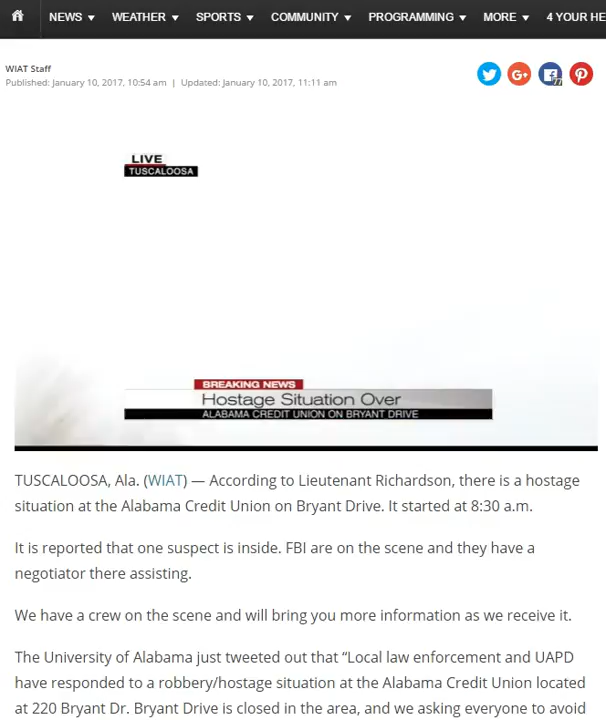 NEWS ▼ WEATHER ▼ SPORTS ▼ COMMUNITY ▼ PROGRAMMING ▼ MORE ▼ 4 YOUR HE
WIAT Staff
Published: January 10, 2017, 10:54 am | Updated: January 10, 2017, 11:11 am
77
LIVE
TUSCALOOSA
BREAKING NEWS
Hostage Situation Over
ALABAMA CREDIT UNION ON BRYANT DRIVE
TUSCALOOSA, Ala. (WIAT) — According to Lieutenant Richardson, there is a hostage
situation at the Alabama Credit Union on Bryant Drive. It started at 8:30 a.m.
It is reported that one suspect is inside. FBI are on the scene and they have a
negotiator there assisting.
We have a crew on the scene and will bring you more information as we receive it.
The University of Alabama just tweeted out that “Local law enforcement and UAPD
have responded to a robbery/hostage situation at the Alabama Credit Union located
at 220 Bryant Dr. Bryant Drive is closed in the area, and we asking everyone to avoid